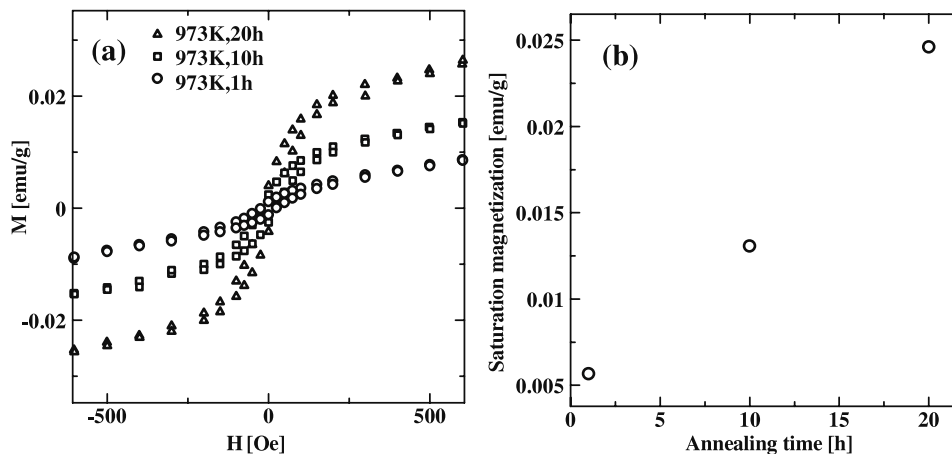 (a)
973K,20h
973K,10h
973K,1h
0.02
0
-0.02
M [emu/g]
-500
0
500
H [Oe]
(b)
0.025
0.02
0.015
0.01
0.005
Saturation magnetization [emu/g]
0
5
10
15
20
Annealing time [h]